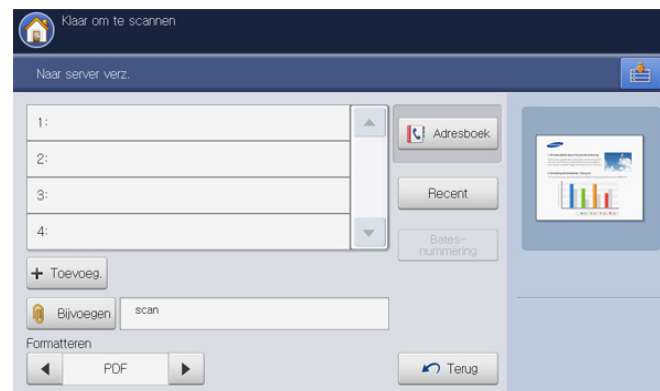 Klaar om te scannen
Naar server verz.
1:
Adresboek
2:
3:
Recent
4:
Bates-
nummering
+ Toevoeg.
Bijvoegen
scan
Formatteren
PDF
Terug